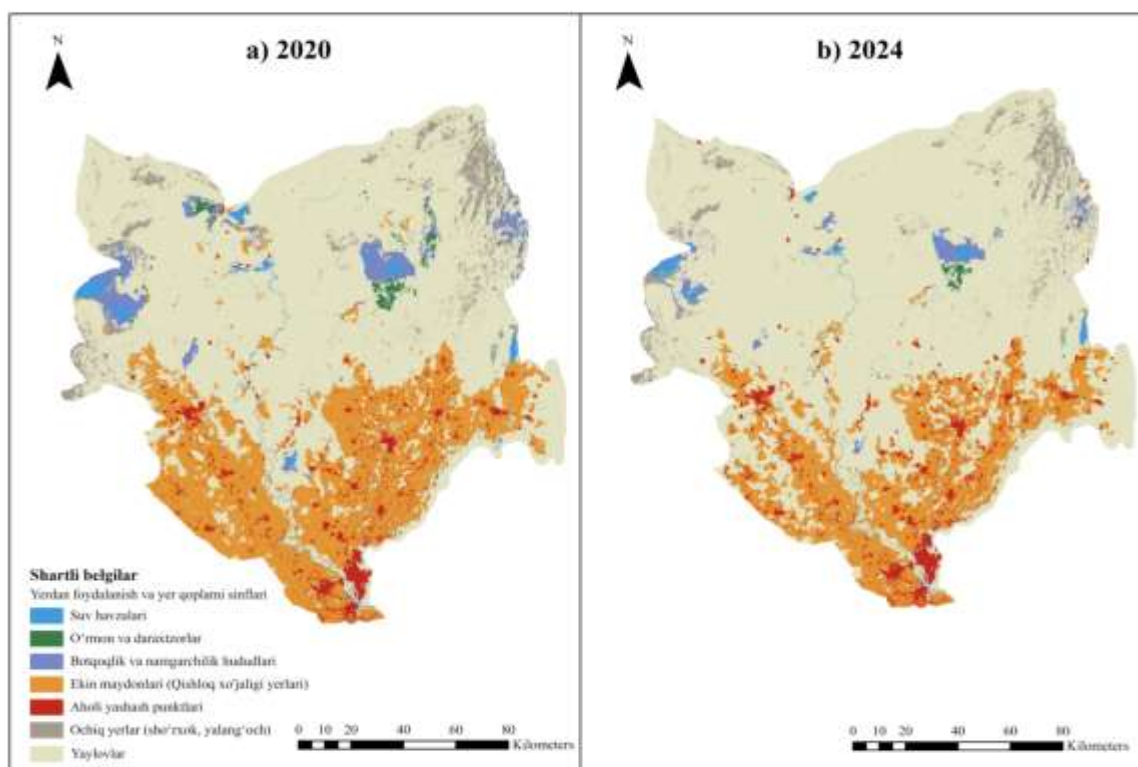 N
a) 2020
N
b) 2024
Shartli belgilar
Yerdan foydalanish va yer qoplami sinflari
Suv havzalari
O'rmon va daraxtzorlar
Botqoqlik va namgarchilik hududlari
Ekin maydonlari (Qishloq xo'jaligi yerlari)
Aholi yashash punktlari
Ochiq yerlar (sho'rxok, yalang'och)
Yaylovlar
0 10 20 40 60 80
Kilometers
0 10 20 40 60 80
Kilometers